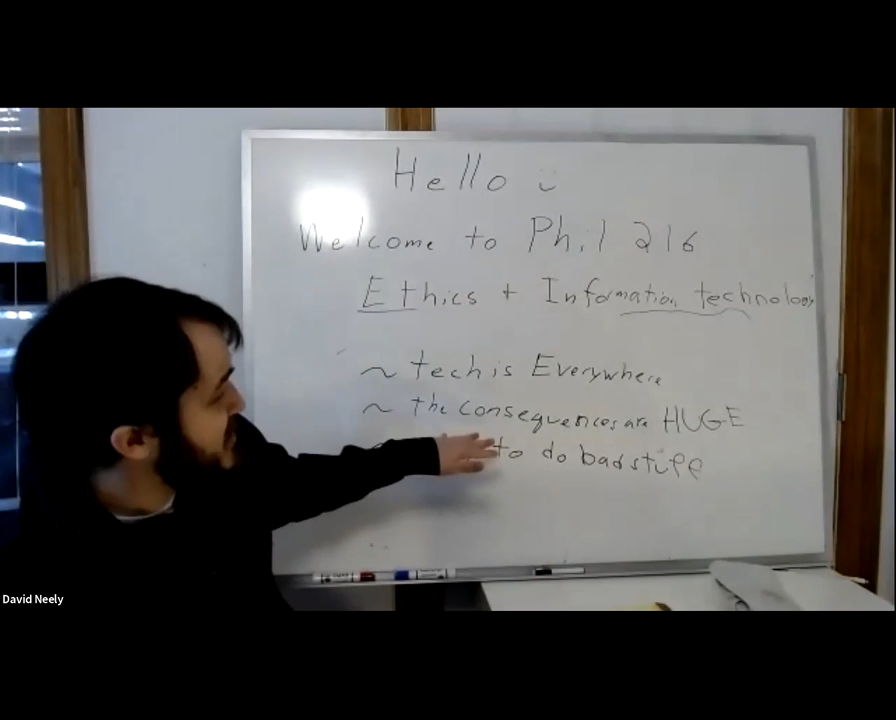 Hello :)
Welcome to Phil 216
Ethics + Information technology
~ tech is Everywhere
~ the consequences are HUGE
to do bad stuff
David Neely